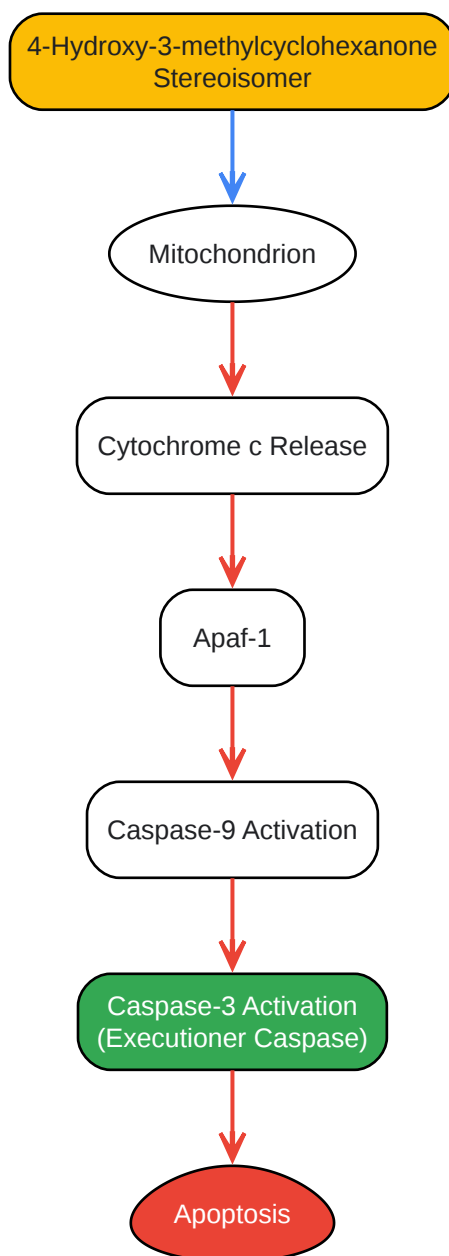 4-Hydroxy-3-methylcyclohexanone
Stereoisomer
Mitochondrion
Cytochrome c Release
Apaf-1
Caspase-9 Activation
Caspase-3 Activation
(Executioner Caspase)
Apoptosis